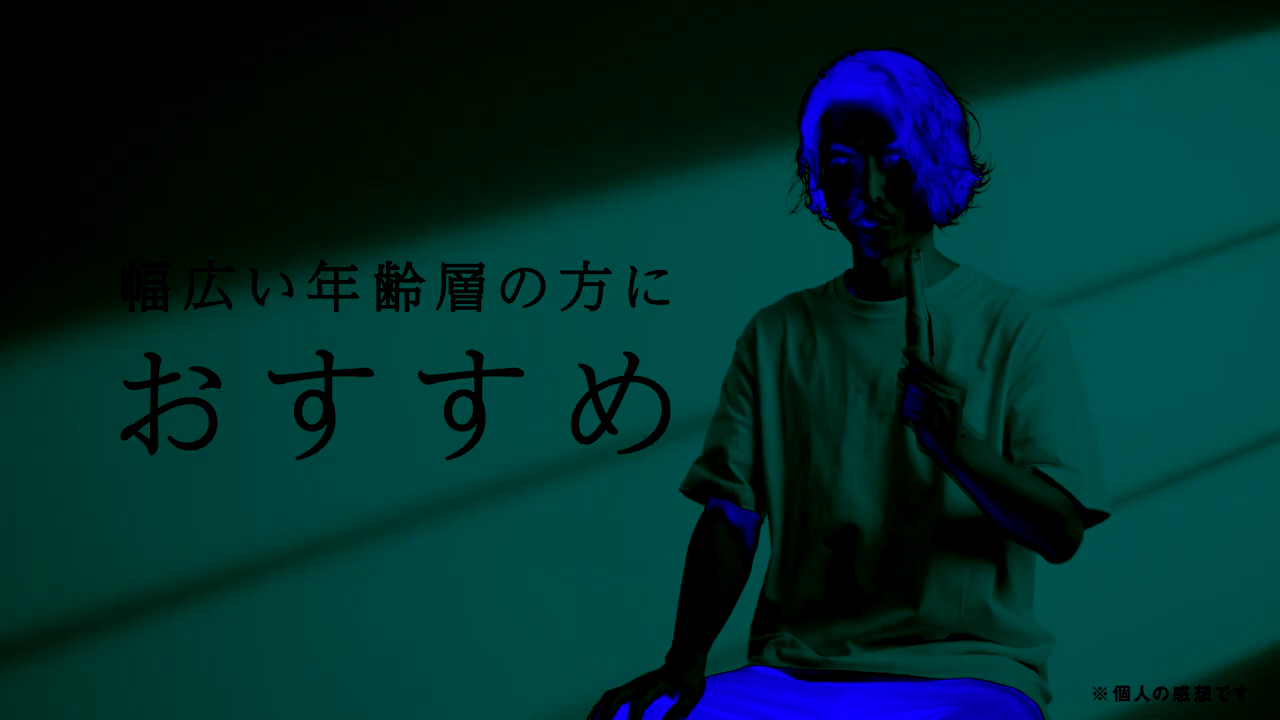 幅広い年齢層の方に
おすすめ
※個人の感想です